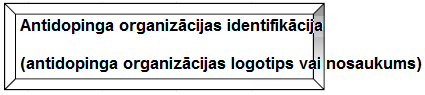 Antidopinga organizācijas identifikācija
(antidopinga organizācijas logotips vai nosaukums)